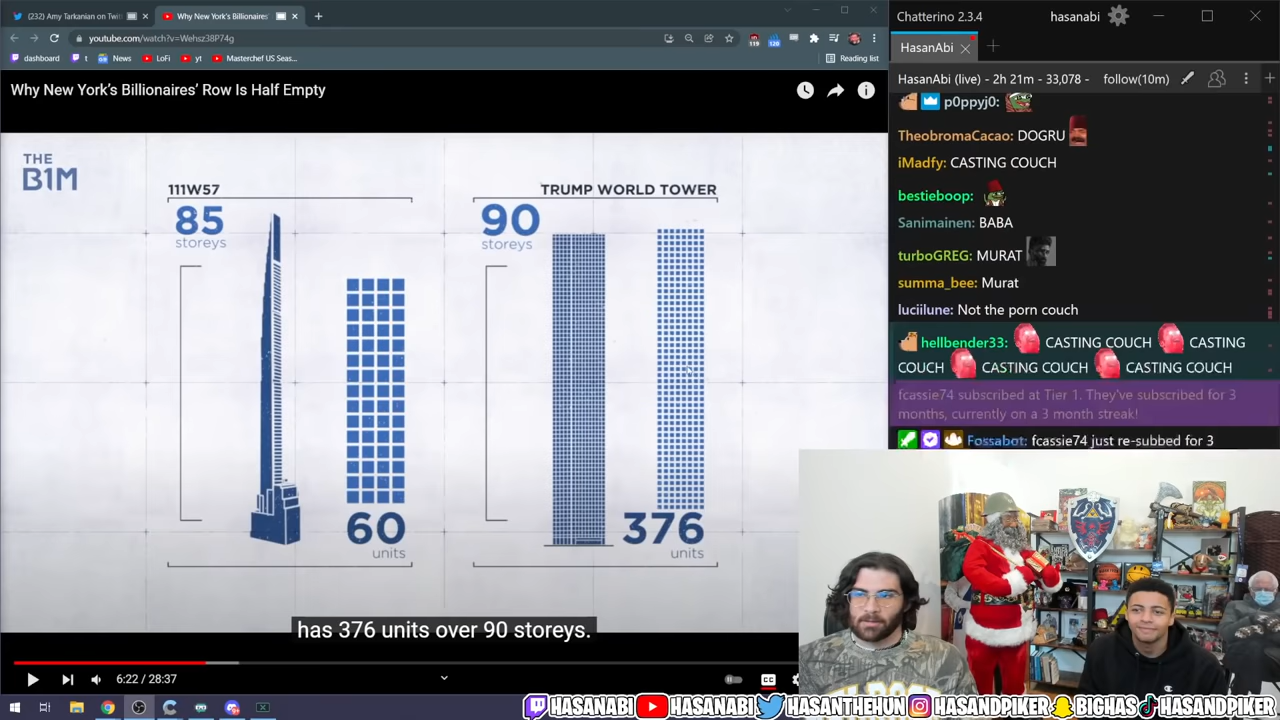 (232) Amy Tarkanian on Twit
Why New York's Billionaires'
youtube.com/watch?v=Wehsz38P74g
119
120
dashboard
t
News
LoFi
yt
Masterchef US Seas...
Reading list
Why New York's Billionaires' Row Is Half Empty
THE
B1M
111W57
85
storeys
60
units
TRUMP WORLD TOWER
90
storeys
376
units
has 376 units over 90 storeys.
6:22 / 28:37
CC
Chatterino 2.3.4
hasanabi
HasanAbi
HasanAbi (live) - 2h 21m - 33,078 -
follow(10m)
p0ppyj0:
TheobromaCacao: DOGRU
iMadfy: CASTING COUCH
bestieboop:
Sanimainen: BABA
turboGREG: MURAT
summa_bee: Murat
luciilune: Not the porn couch
hellbender33: CASTING COUCH CASTING
COUCH CASTING COUCH CASTING COUCH
fcassie74 subscribed at Tier 1. They've subscribed for 3
months, currently on a 3 month streak!
Fossabot: fcassie74 just re-subbed for 3
HASANABI HASANABI HASANTHEHUN HASANDPIKER BIGHAS HASANDPIKER